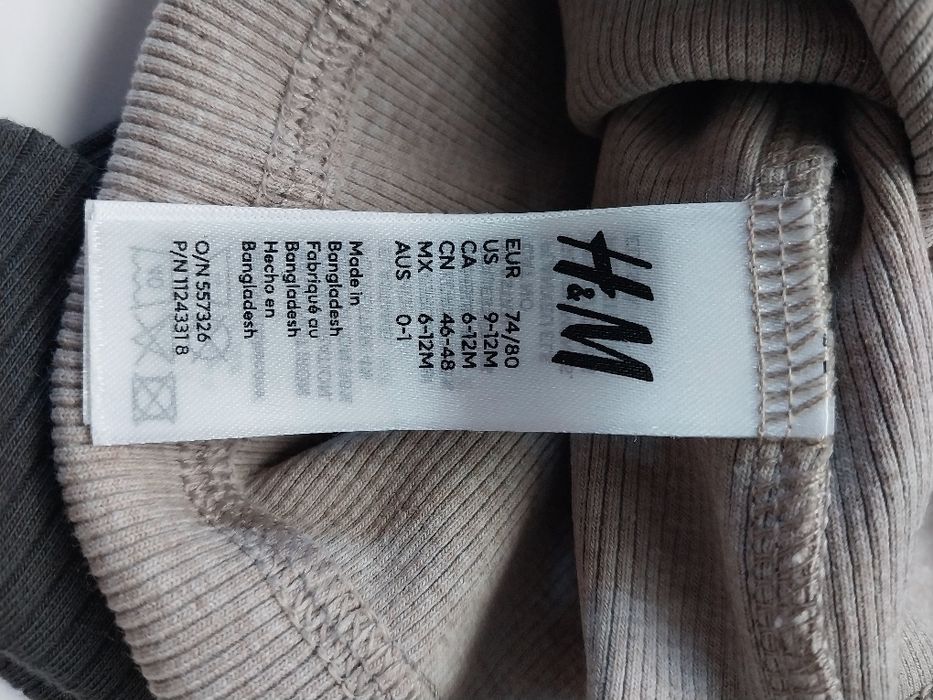 H&M
EUR 74/80
US 9-12M
CA 6-12M
CN 46-48
MX 6-12M
AUS 0-1
Made in
Bangladesh
Fabriqué au
Bangladesh
Hecho en
Bangladesh
O/N 557326
P/N 1124331 8